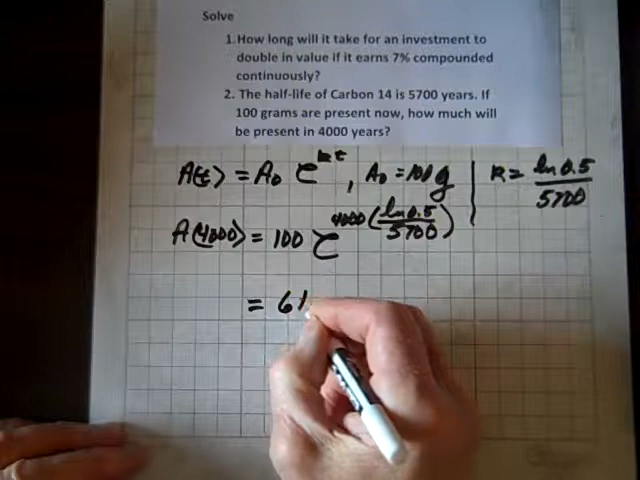 Solve
1. How long will it take for an investment to
double in value if it earns 7% compounded
continuously?
2. The half-life of Carbon 14 is 5700 years. If
100 grams are present now, how much will
be present in 4000 years?
A(t) = A₀ e^kt, A₀ = 100g | k = ln 0.5 / 5700
A(4000) = 100 e^4000(ln 0.5 / 5700)
= 61